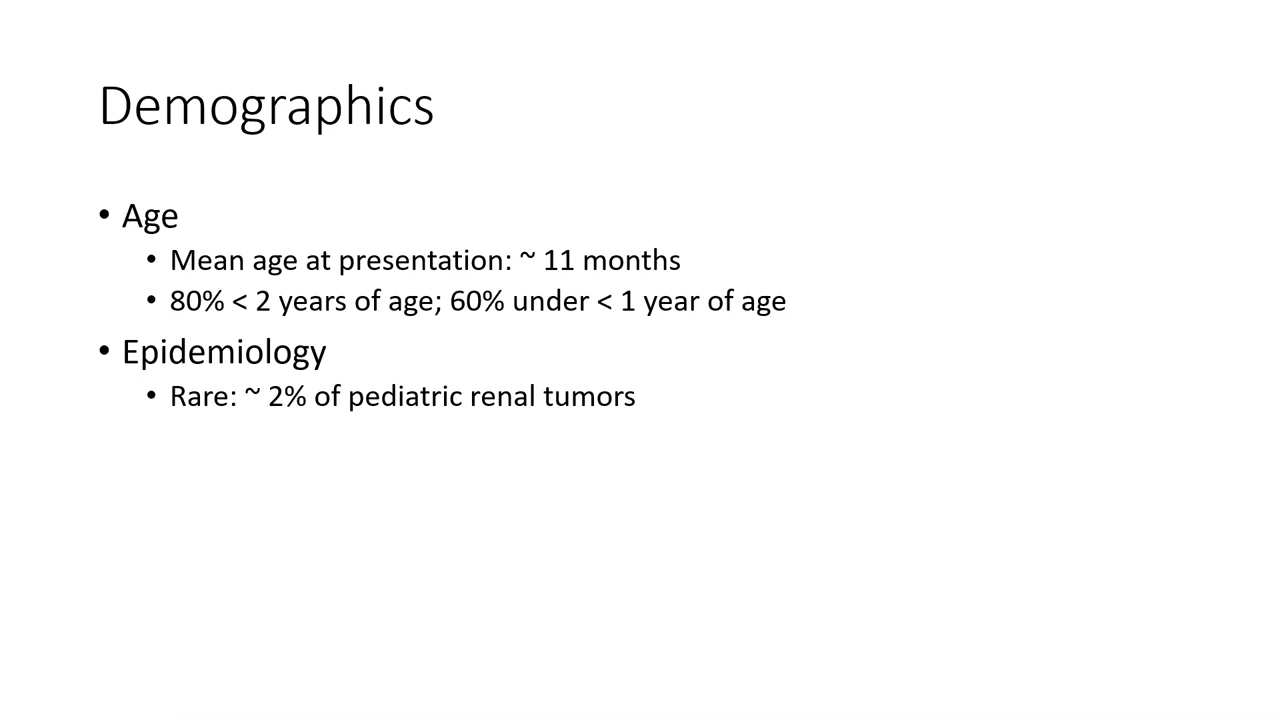 Demographics
• Age
• Mean age at presentation: ~ 11 months
• 80% < 2 years of age; 60% under < 1 year of age
• Epidemiology
• Rare: ~ 2% of pediatric renal tumors